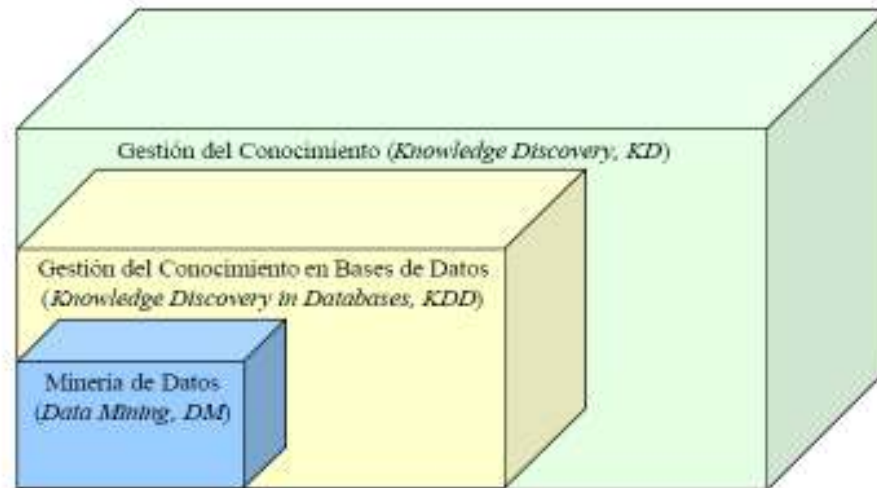 Gestión del Conocimiento (Knowledge Discovery, KD)
Gestión del Conocimiento en Bases de Datos
(Knowledge Discovery in Databases, KDD)
Minería de Datos
(Data Mining, DM)